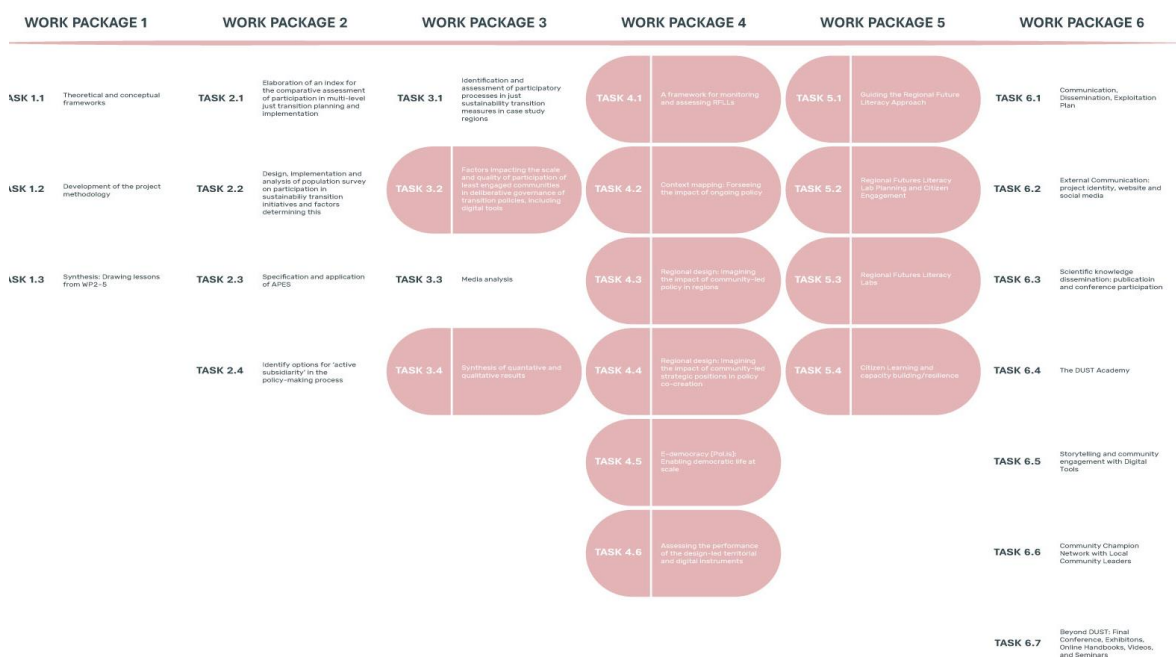 WORK PACKAGE 1
WORK PACKAGE 2
WORK PACKAGE 3
WORK PACKAGE 4
WORK PACKAGE 5
WORK PACKAGE 6
ASK 1.1
Theoretical and conceptual
frameworks
TASK 2.1
Elaboration of an index for
the comparative assessment
of participation in multi-level
just transition planning and
implementation
TASK 3.1
Identification and
assessment of participatory
processes in just
sustainability transition
measures in case study
regions
TASK 4.1
A framework for monitoring
and assessing RFLLs
TASK 5.1
Guiding the Regional Future
Literacy Approach
TASK 6.1
Communication,
Dissemination, Exploitation
Plan
ASK 1.2
Development of the project
methodology
TASK 2.2
Design, implementation and
analysis of population survey
on participation in
sustainabiliy transition
initiatives and factors
determining this
TASK 3.2
Factors impacting the scale
and quality of participation of
least engaged communities
in deliberative governance of
transition policies, including
digital tools
TASK 4.2
Context mapping: Forseeing
the impact of ongoing policy
TASK 5.2
Regional Futures Literacy
Lab Planning and Citizen
Engagement
TASK 6.2
External Communication:
project identity, website and
social media
ASK 1.3
Synthesis: Drawing lessons
from WP2–5
TASK 2.3
Specification and application
of APES
TASK 3.3
Media analysis
TASK 4.3
Regional design: Imagining
the impact of community-led
policy in regions
TASK 5.3
Regional Futures Literacy
Labs
TASK 6.3
Scientific knowledge
dissemination: publicatioin
and conference participation
TASK 2.4
Identify options for 'active
subsidiarity' in the
policy-making process
TASK 3.4
Synthesis of quantitative and
qualitative results
TASK 4.4
Regional design: Imagining
the impact of community-led
strategic positions in policy
co-creation
TASK 5.4
Citizen Learning and
capacity building/resilience
TASK 6.4
The DUST Academy
TASK 4.5
E-democracy (Pol.is):
Enabling democratic life at
scale
TASK 6.5
Storytelling and community
engagement with Digital
Tools
TASK 4.6
Assessing the performance
of the design-led territorial
and digital instruments
TASK 6.6
Community Champion
Network with Local
Community Leaders
TASK 6.7
Beyond DUST: Final
Conference, Exhibitons,
Online Handbooks, Videos,
and Seminars